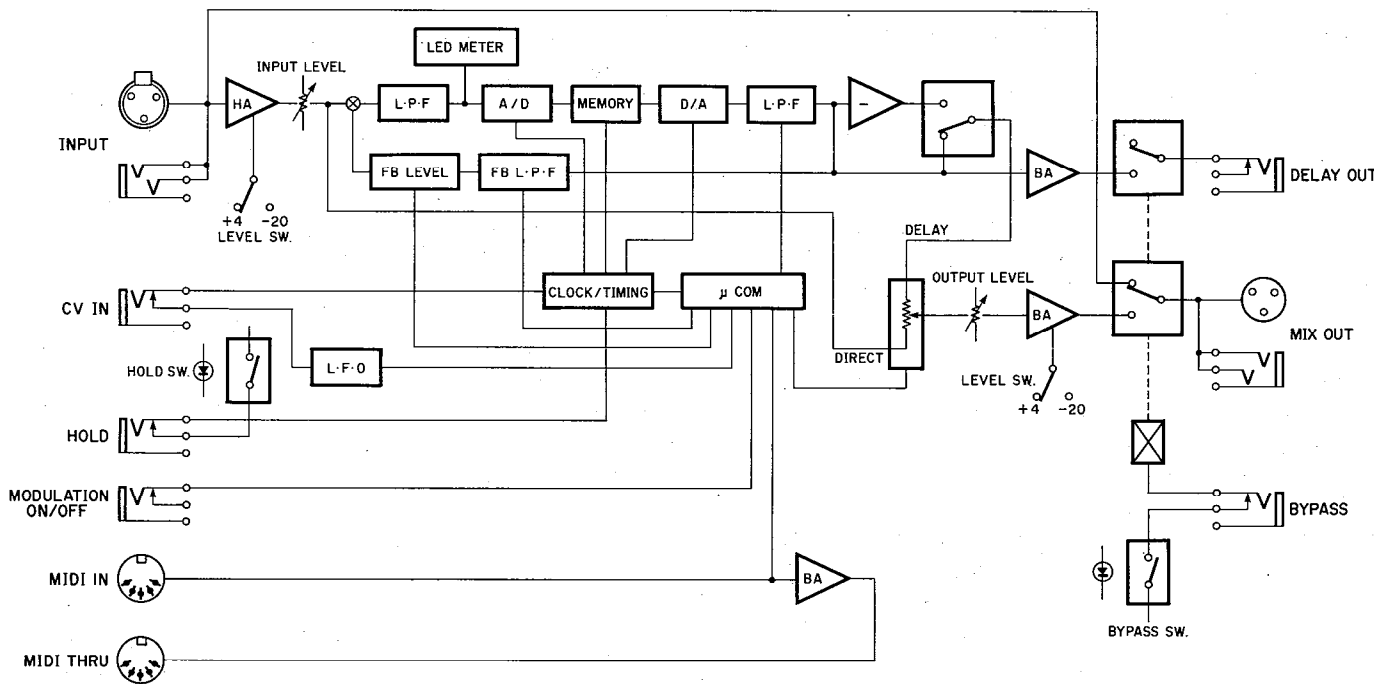 LED METER
INPUT LEVEL
HA
L·P·F
A/D
MEMORY
D/A
L·P·F
−
INPUT
FB LEVEL
FB L·P·F
BA
DELAY OUT
+4 -20
LEVEL SW.
DELAY
OUTPUT LEVEL
CV IN
CLOCK/TIMING
μ COM
BA
MIX OUT
HOLD SW.
L·F·O
DIRECT
LEVEL SW.
+4 -20
HOLD
MODULATION
ON/OFF
BYPASS
MIDI IN
BA
BYPASS SW.
MIDI THRU